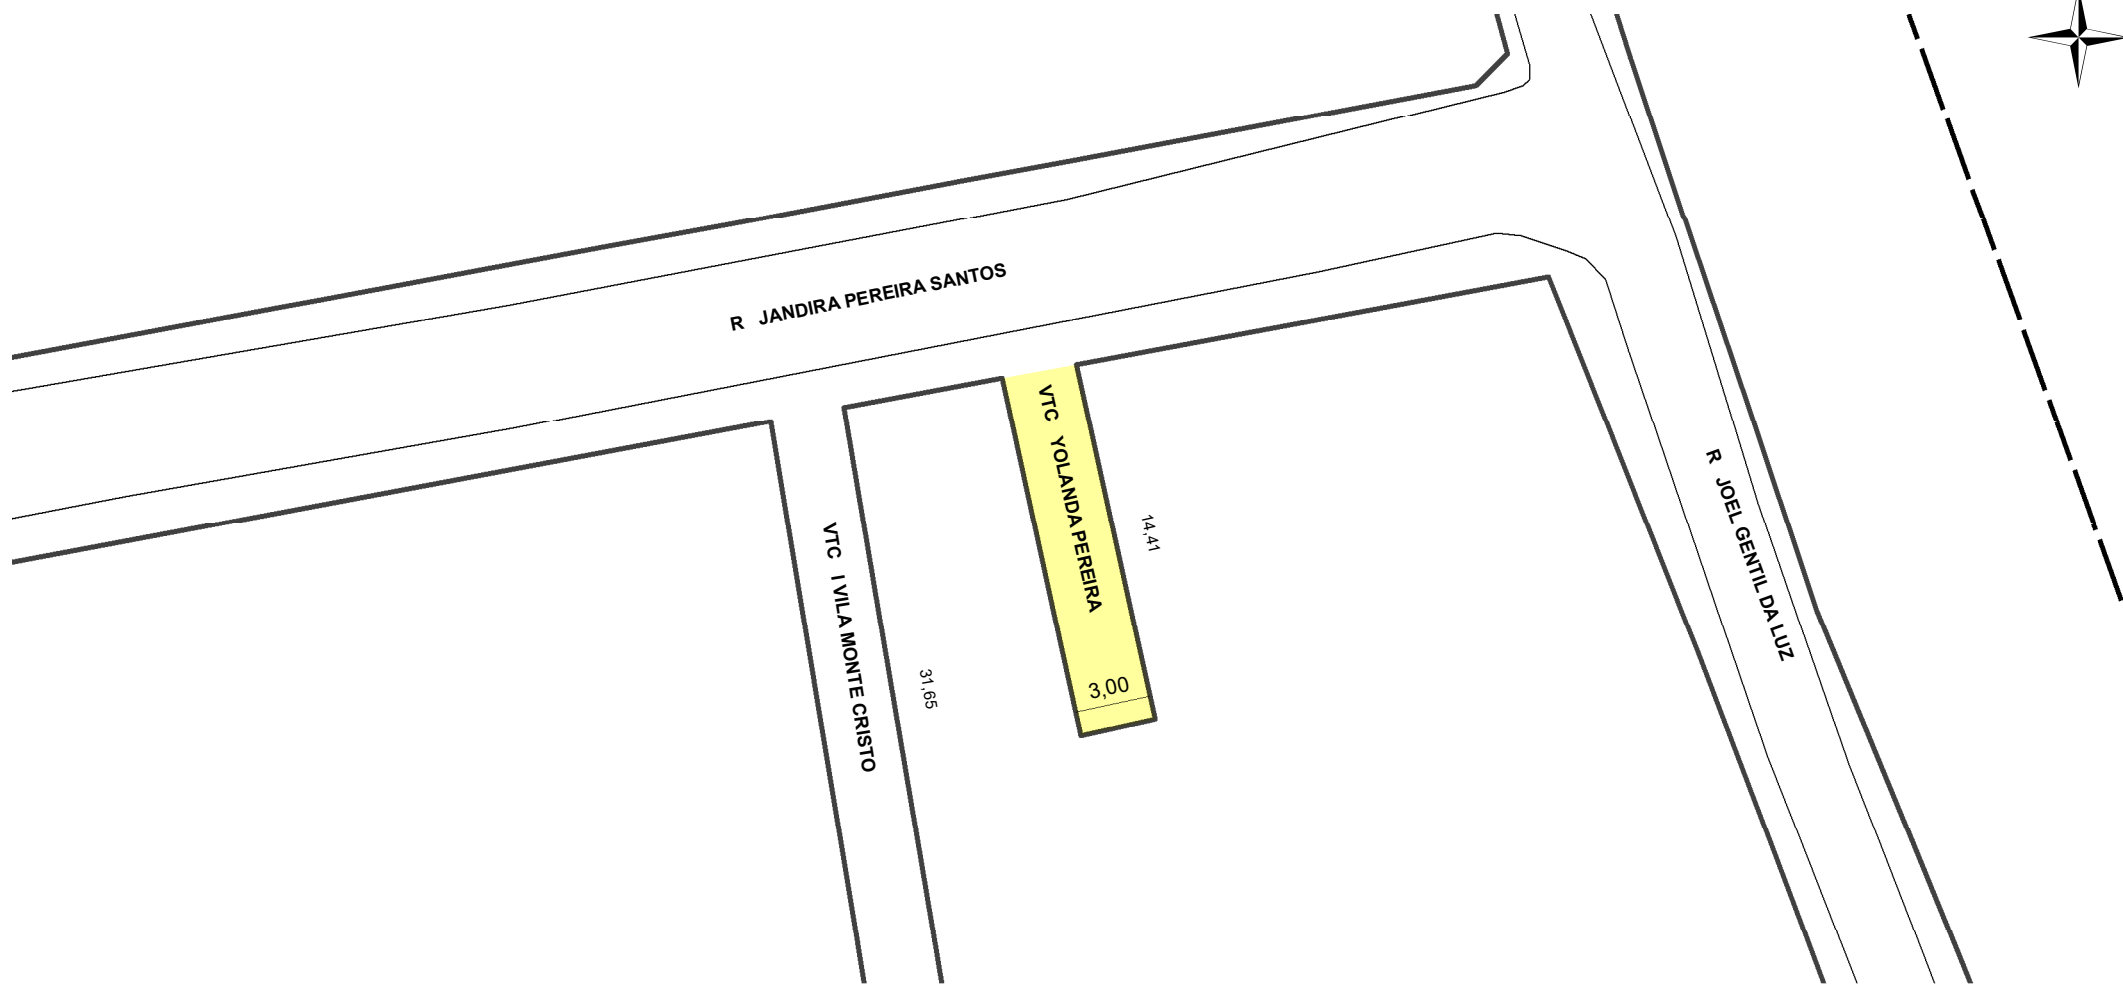 R JANDIRA PEREIRA SANTOS
VTC YOLANDA PEREIRA
14,41
3,00
VTC I VILA MONTE CRISTO
31,65
R JOEL GENTIL DA LUZ